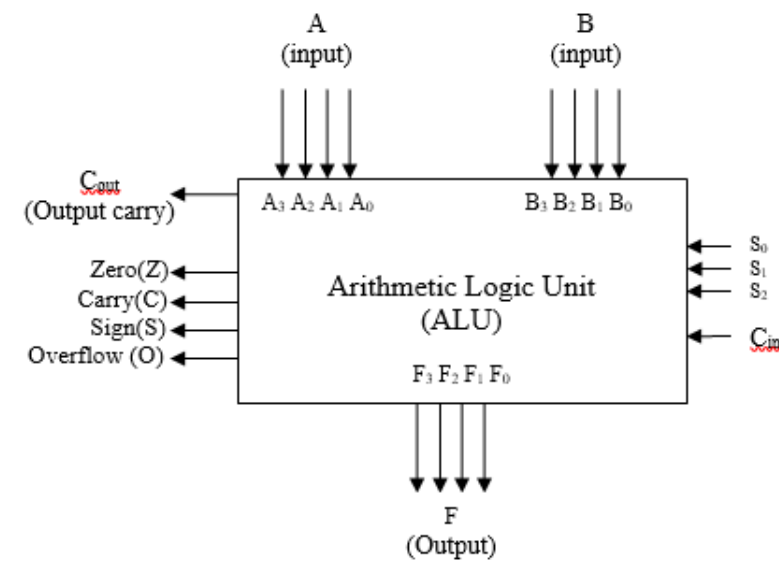 A
(input)
B
(input)
Cout
(Output carry)
A3 A2 A1 A0
B3 B2 B1 B0
S0
S1
S2
Zero(Z)
Carry(C)
Sign(S)
Overflow (O)
Arithmetic Logic Unit
(ALU)
Cin
F3 F2 F1 F0
F
(Output)